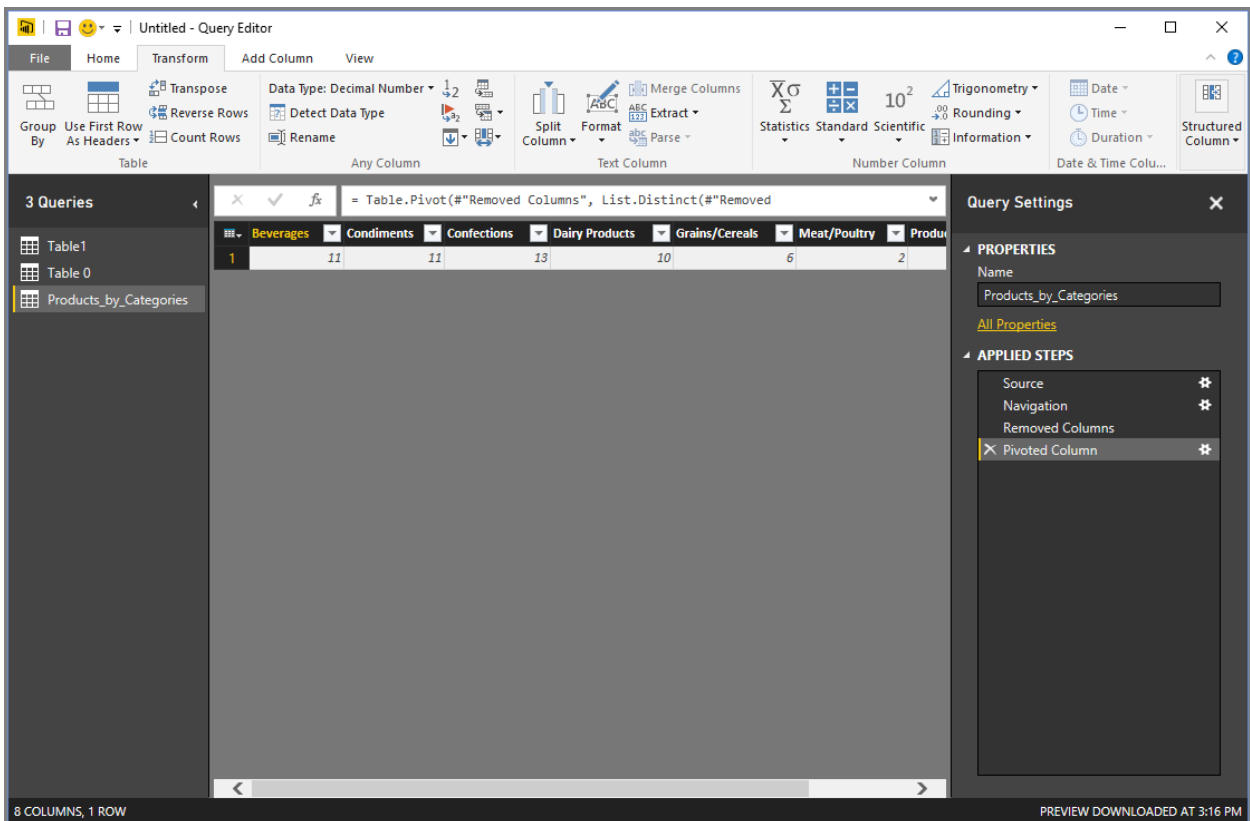 Untitled - Query Editor
File Home Transform Add Column View
Group By
Use First Row As Headers
Transpose
Reverse Rows
Count Rows
Table
Data Type: Decimal Number
Detect Data Type
Rename
Any Column
Split Column
Format
Merge Columns
Extract
Parse
Text Column
Statistics
Standard
Scientific
Trigonometry
Rounding
Information
Number Column
Date
Time
Duration
Date & Time Colu...
Structured Column
3 Queries
Table1
Table 0
Products_by_Categories
fx = Table.Pivot(#"Removed Columns", List.Distinct(#"Removed
Beverages Condiments Confections Dairy Products Grains/Cereals Meat/Poultry Produ
1 11 11 13 10 6 2
Query Settings
PROPERTIES
Name
Products_by_Categories
All Properties
APPLIED STEPS
Source
Navigation
Removed Columns
Pivoted Column
8 COLUMNS, 1 ROW
PREVIEW DOWNLOADED AT 3:16 PM